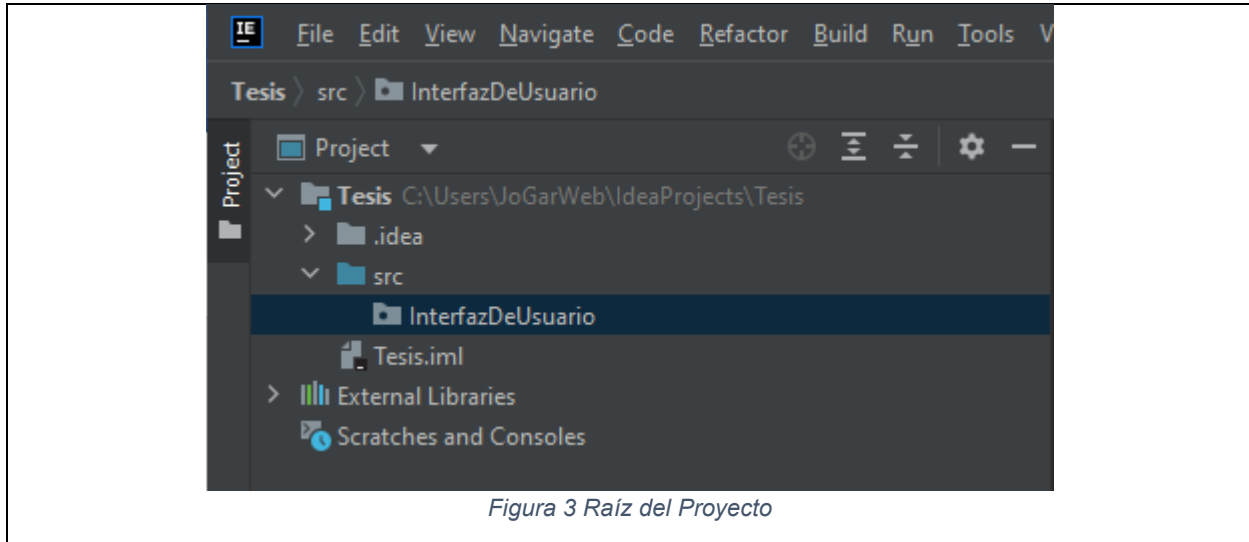 IE File Edit View Navigate Code Refactor Build Run Tools V
Tesis src InterfazDeUsuario
Project
Project
Tesis C:\Users\JoGarWeb\IdeaProjects\Tesis
.idea
src
InterfazDeUsuario
Tesis.iml
External Libraries
Scratches and Consoles
Figura 3 Raíz del Proyecto